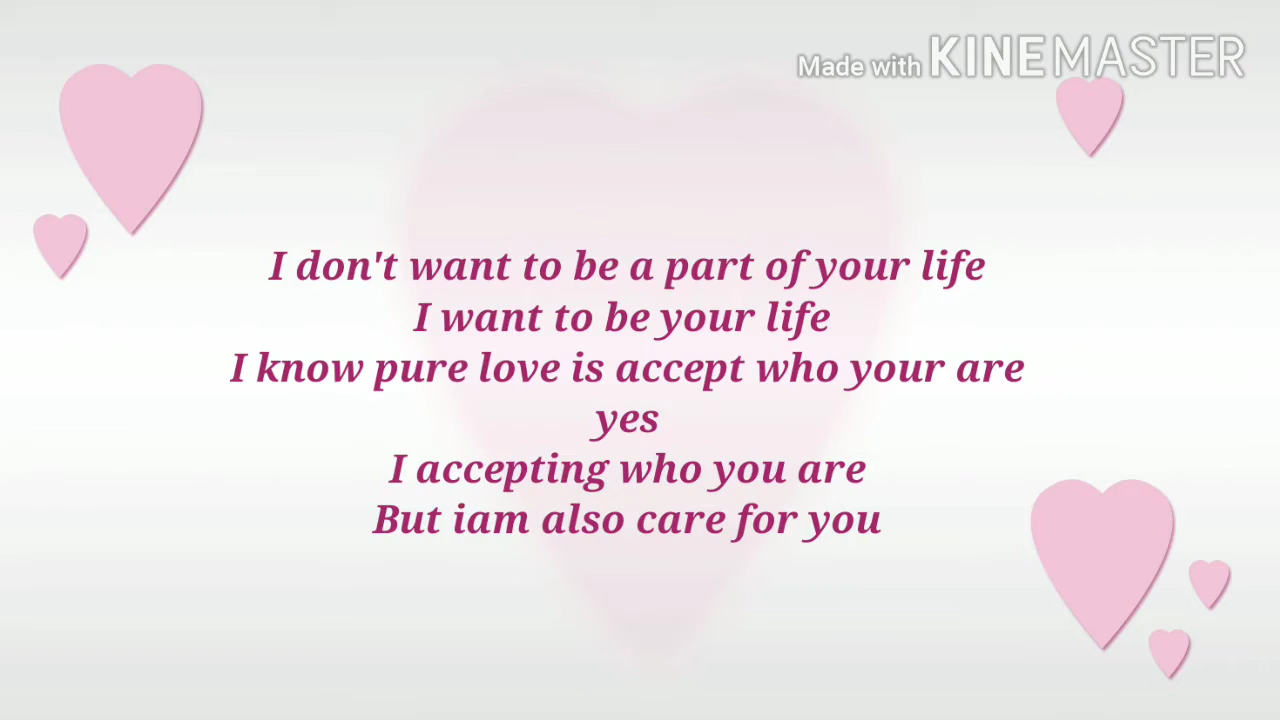 Made with KINEMASTER
I don't want to be a part of your life
I want to be your life
I know pure love is accept who your are
yes
I accepting who you are
But iam also care for you